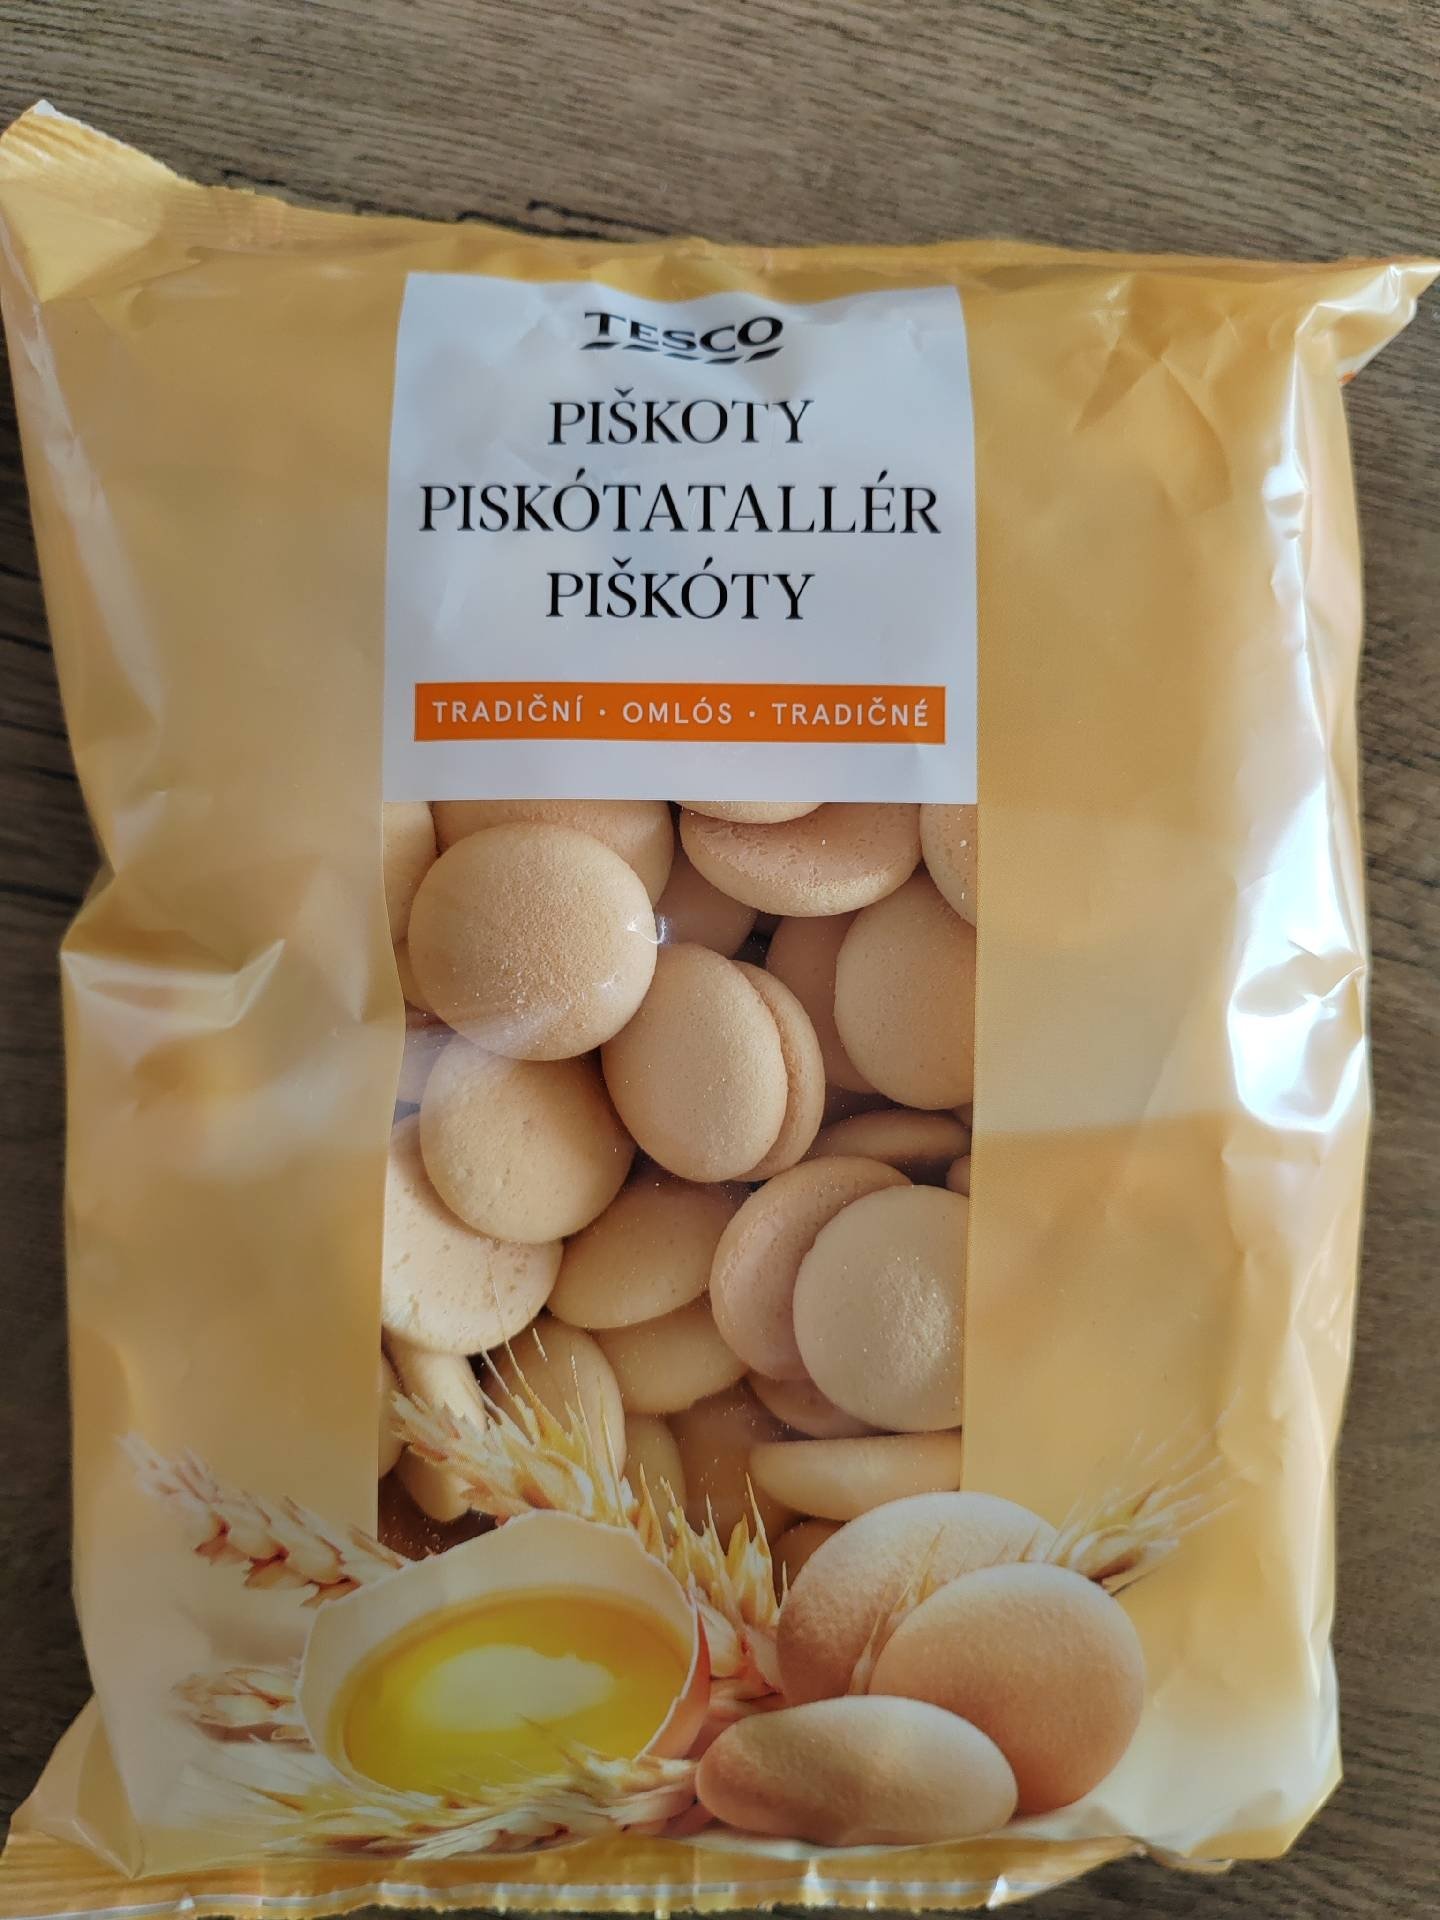 TESCO
PIŠKOTY
PISKÓTATALLÉR
PIŠKÓTY
TRADIČNÍ · OMLÓS · TRADIČNÉ